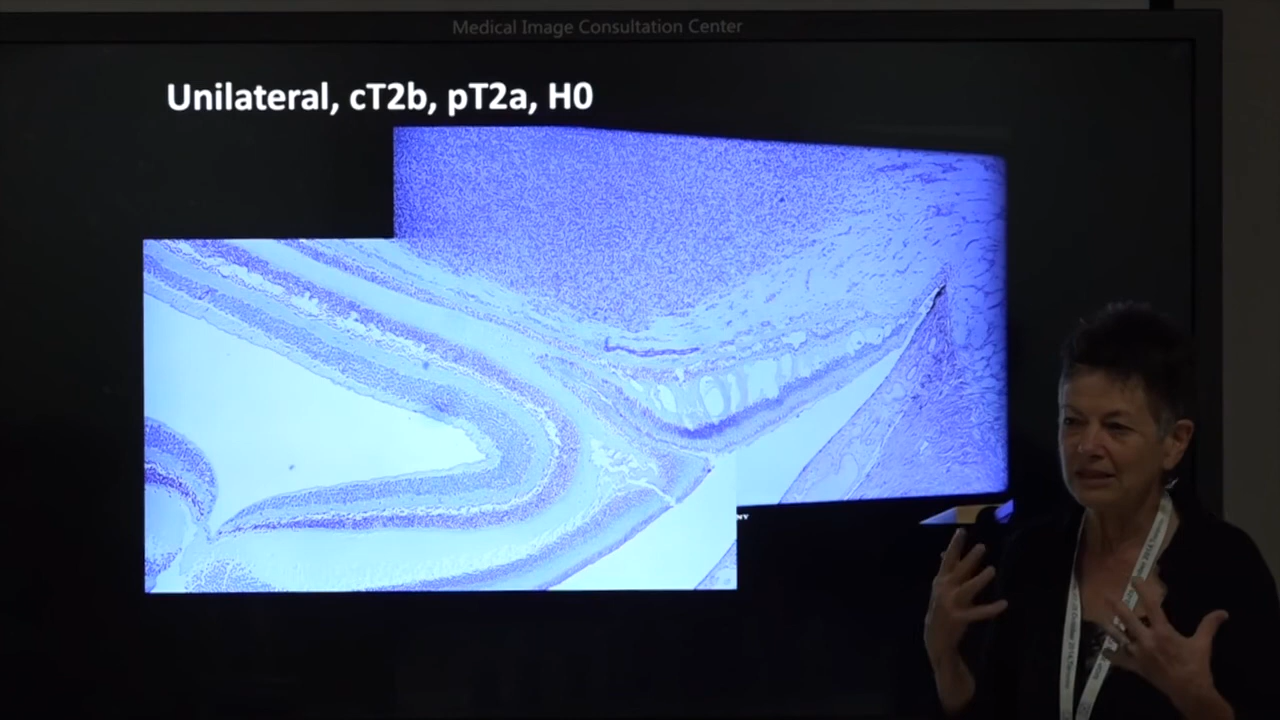 Medical Image Consultation Center
Unilateral, cT2b, pT2a, H0